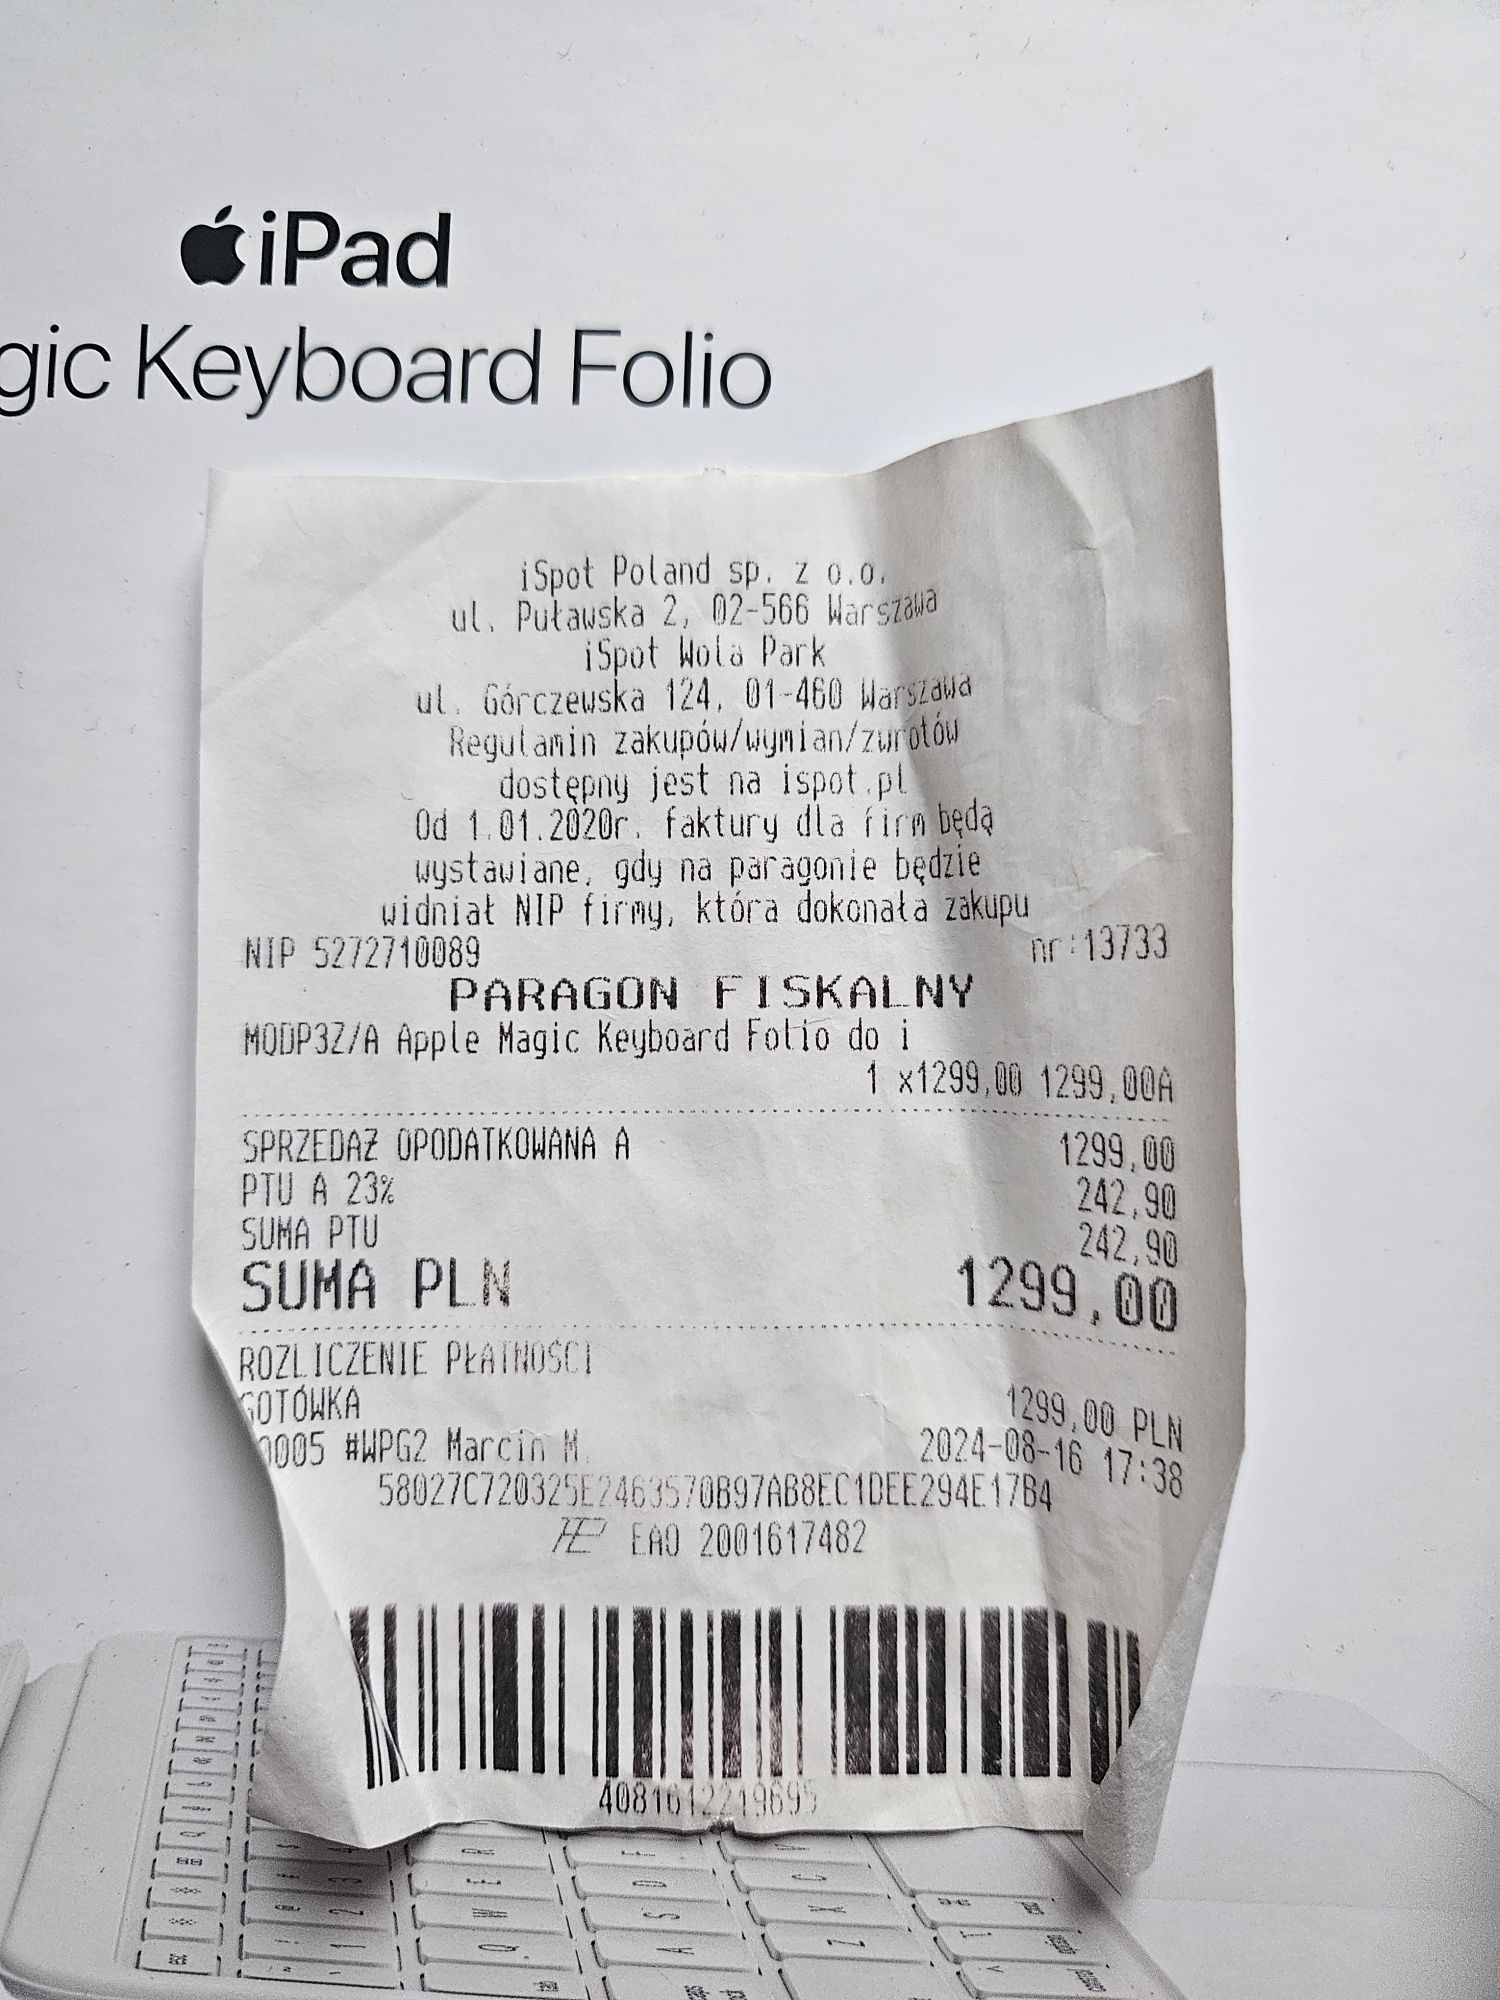 iPad
gic Keyboard Folio
iSpot Poland sp. z o.o.
ul. Puławska 2, 02-566 Warszawa
iSpot Wola Park
ul. Górczewska 124, 01-460 Warszawa
Regulamin zakupów/wymian/zwrotów
dostępny jest na ispot.pl
Od 1.01.2020r. faktury dla firm będą
wystawiane, gdy na paragonie będzie
widniał NIP firmy, która dokonała zakupu
NIP 5272710089 nr:13733
PARAGON FISKALNY
MQDP3Z/A Apple Magic Keyboard Folio do i
1 x1299,00 1299,00A
SPRZEDAŻ OPODATKOWANA A 1299,00
PTU A 23% 242,90
SUMA PTU 242,90
SUMA PLN 1299,00
ROZLICZENIE PŁATNOŚCI
GOTÓWKA 1299,00 PLN
0005 #WPG2 Marcin M. 2024-08-16 17:38
58027C720325E2463570B97AB8EC1DEE294E17B4
EAO 2001617482
4081612219695